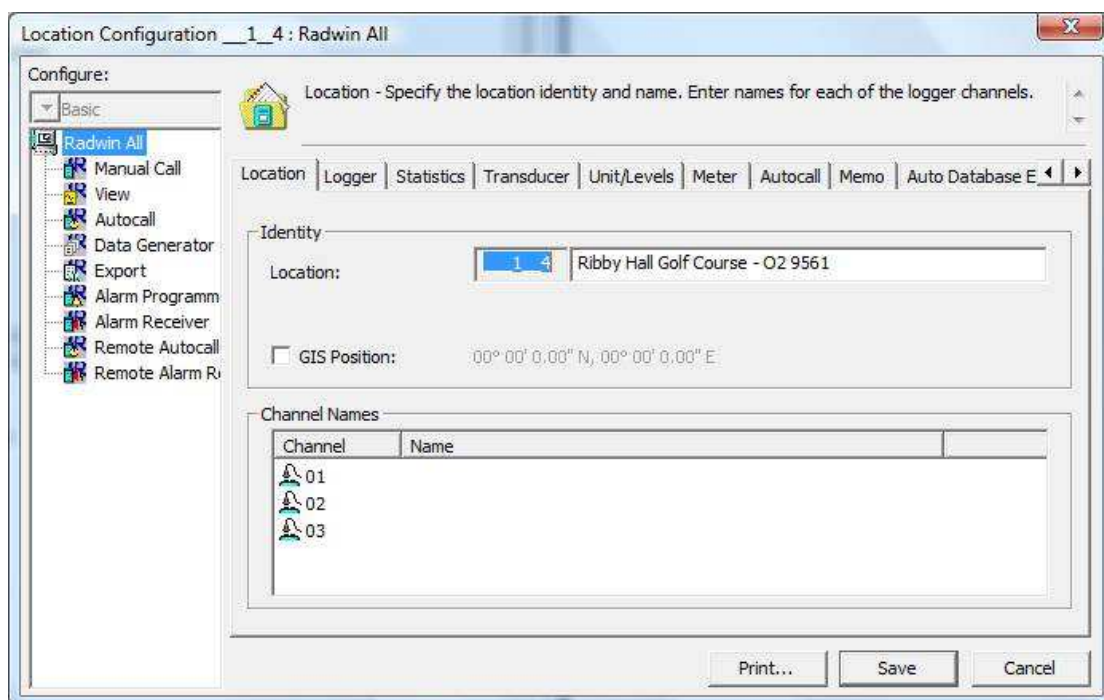 Location Configuration __1_4 : Radwin All
Configure:
Basic
Radwin All
Manual Call
View
Autocall
Data Generator
Export
Alarm Programm
Alarm Receiver
Remote Autocall
Remote Alarm R
Location - Specify the location identity and name. Enter names for each of the logger channels.
Location Logger Statistics Transducer Unit/Levels Meter Autocall Memo Auto Database E
Identity
Location: __1_4 Ribby Hall Golf Course - O2 9561
GIS Position: 00° 00' 0.00" N, 00° 00' 0.00" E
Channel Names
Channel Name
01
02
03
Print... Save Cancel